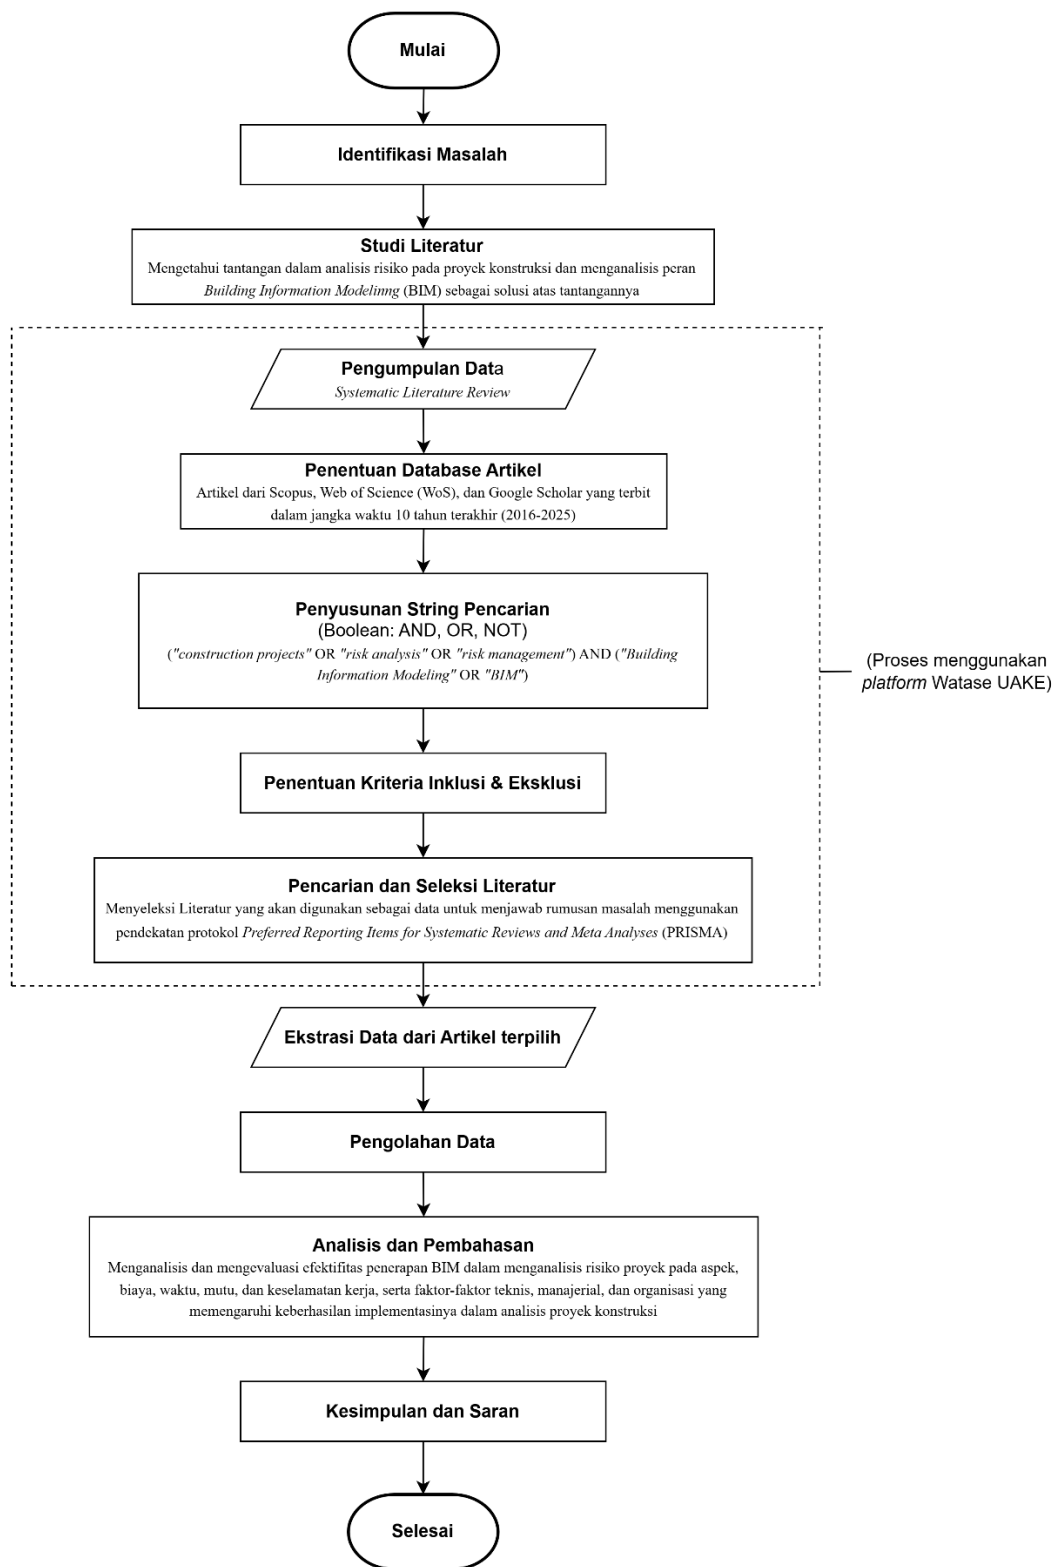 Mulai
Identifikasi Masalah
Studi Literatur
Mengetahui tantangan dalam analisis risiko pada proyek konstruksi dan menganalisis peran
Building Information Modelinng (BIM) sebagai solusi atas tantangannya
Pengumpulan Data
Systematic Literature Review
Penentuan Database Artikel
Artikel dari Scopus, Web of Science (WoS), dan Google Scholar yang terbit
dalam jangka waktu 10 tahun terakhir (2016-2025)
Penyusunan String Pencarian
(Boolean: AND, OR, NOT)
("construction projects" OR "risk analysis" OR "risk management") AND ("Building
Information Modeling" OR "BIM")
(Proses menggunakan
platform Watase UAKE)
Penentuan Kriteria Inklusi & Eksklusi
Pencarian dan Seleksi Literatur
Menyeleksi Literatur yang akan digunakan sebagai data untuk menjawab rumusan masalah menggunakan
pendekatan protokol Preferred Reporting Items for Systematic Reviews and Meta Analyses (PRISMA)
Ekstrasi Data dari Artikel terpilih
Pengolahan Data
Analisis dan Pembahasan
Menganalisis dan mengevaluasi efektifitas penerapan BIM dalam menganalisis risiko proyek pada aspek,
biaya, waktu, mutu, dan keselamatan kerja, serta faktor-faktor teknis, manajerial, dan organisasi yang
memengaruhi keberhasilan implementasinya dalam analisis proyek konstruksi
Kesimpulan dan Saran
Selesai